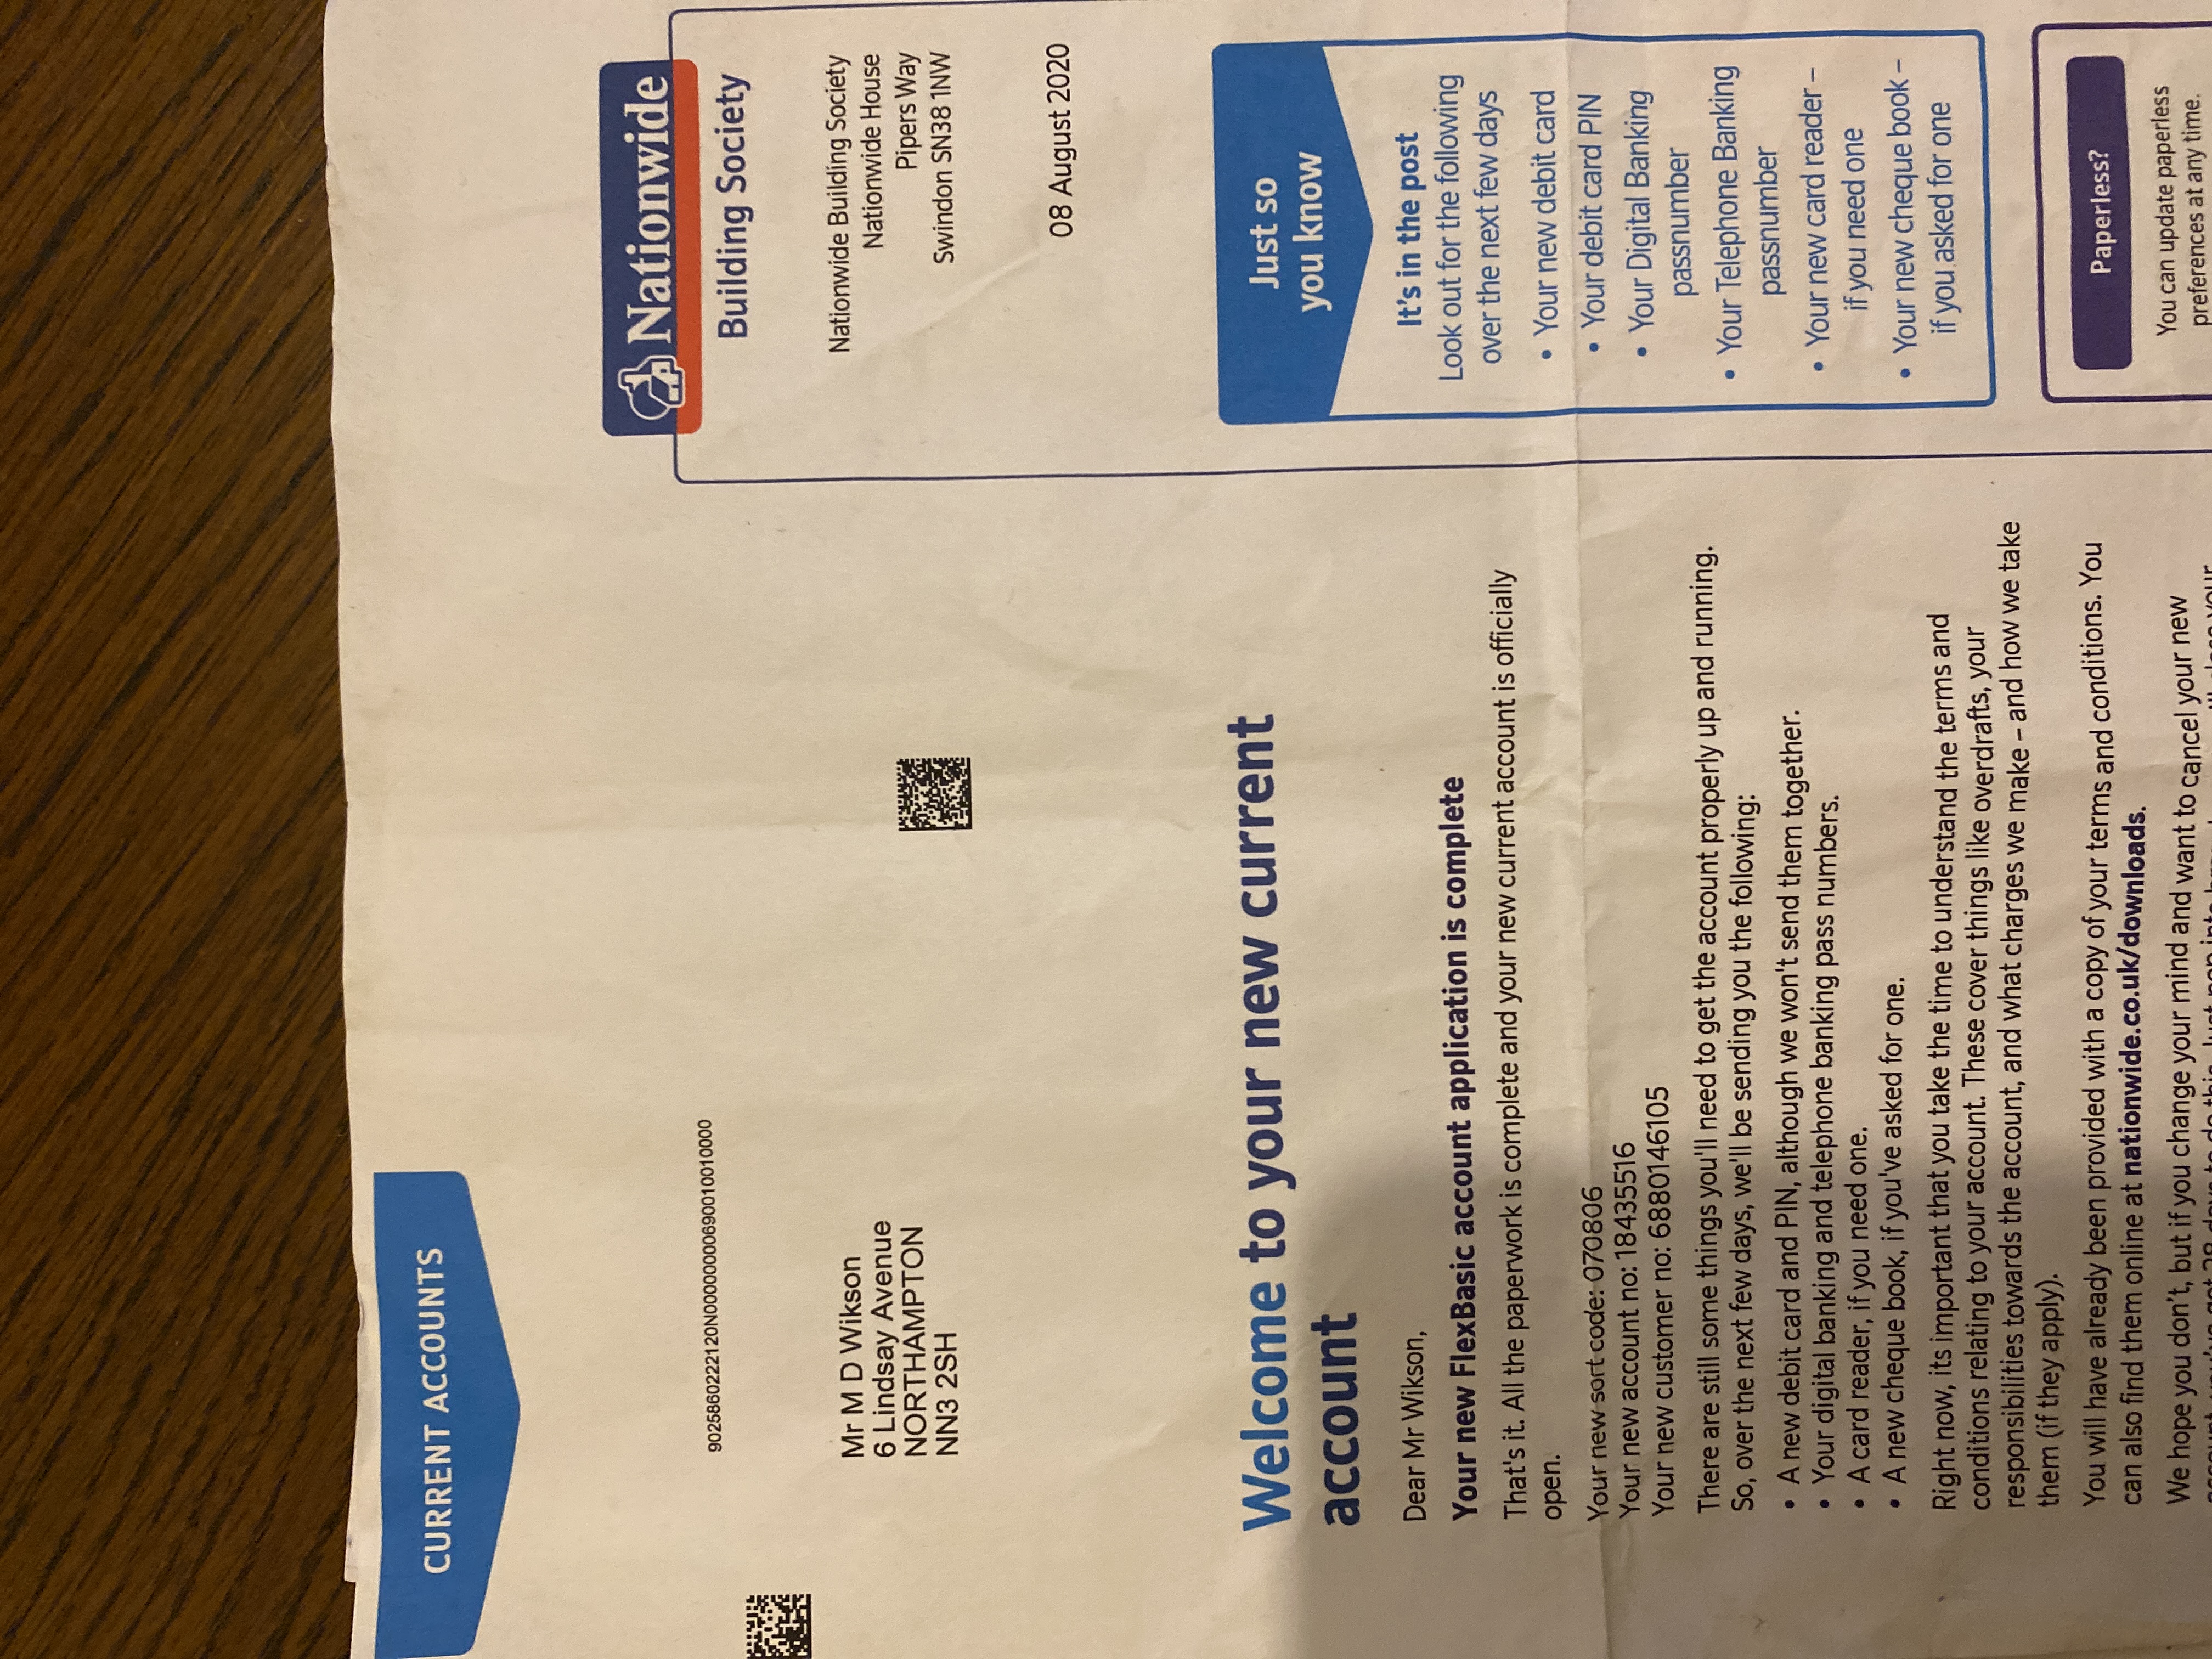 CURRENT ACCOUNTS
Nationwide
Building Society
9025860222120N00000000690010010000
Mr M D Wikson
6 Lindsay Avenue
NORTHAMPTON
NN3 2SH
Nationwide Building Society
Nationwide House
Pipers Way
Swindon SN38 1NW
08 August 2020
Welcome to your new current
account
Dear Mr Wikson,
Your new FlexBasic account application is complete
That's it. All the paperwork is complete and your new current account is officially
open.
Your new sort code: 070806
Your new account no: 18435516
Your new customer no: 6880146105
There are still some things you'll need to get the account properly up and running.
So, over the next few days, we'll be sending you the following:
• A new debit card and PIN, although we won't send them together.
• Your digital banking and telephone banking pass numbers.
• A card reader, if you need one.
• A new cheque book, if you've asked for one.
Right now, its important that you take the time to understand the terms and
conditions relating to your account. These cover things like overdrafts, your
responsibilities towards the account, and what charges we make – and how we take
them (if they apply).
You will have already been provided with a copy of your terms and conditions. You
can also find them online at nationwide.co.uk/downloads.
We hope you don't, but if you change your mind and want to cancel your new
Just so
you know
It's in the post
Look out for the following
over the next few days
• Your new debit card
• Your debit card PIN
• Your Digital Banking
passnumber
• Your Telephone Banking
passnumber
• Your new card reader –
if you need one
• Your new cheque book –
if you asked for one
Paperless?
You can update paperless
preferences at any time.